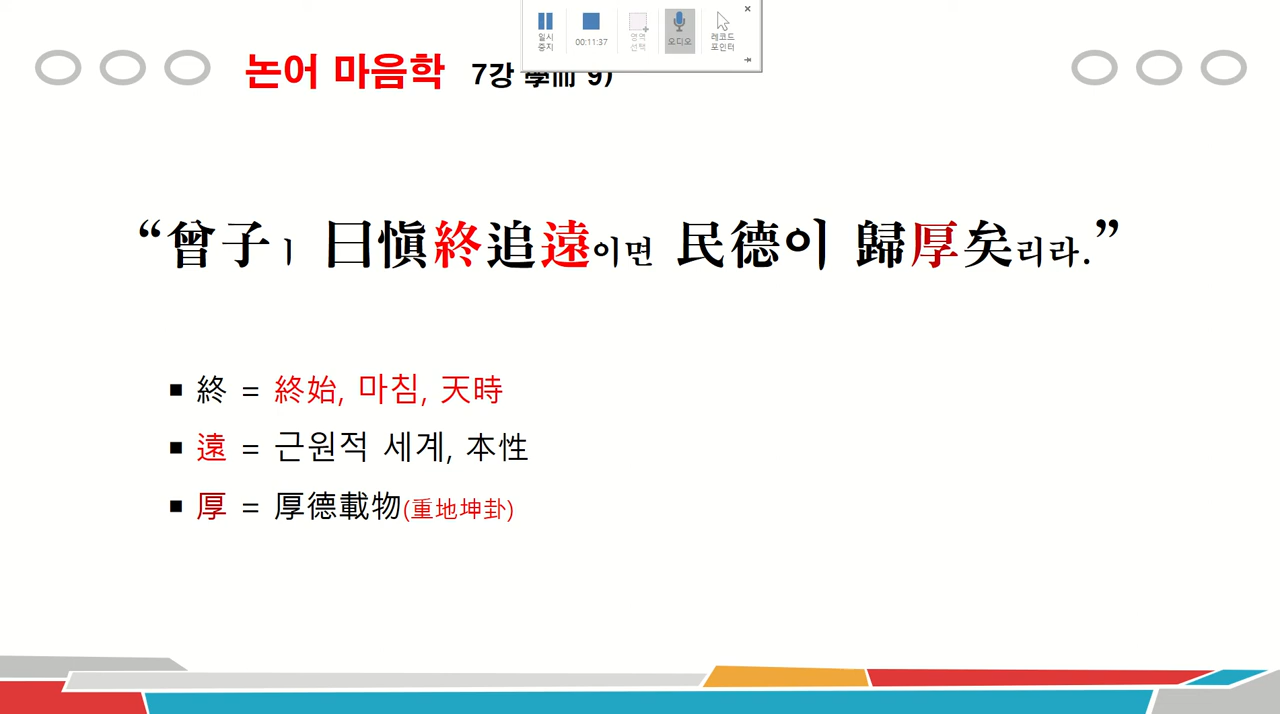 일시 중지
00:11:37
영역 선택
오디오
레코드 포인터
논어 마음학 7강 學而 9)
“曾子ㅣ 曰愼終追遠이면 民德이 歸厚矣리라.”
■ 終 = 終始, 마침, 天時
■ 遠 = 근원적 세계, 本性
■ 厚 = 厚德載物(重地坤卦)